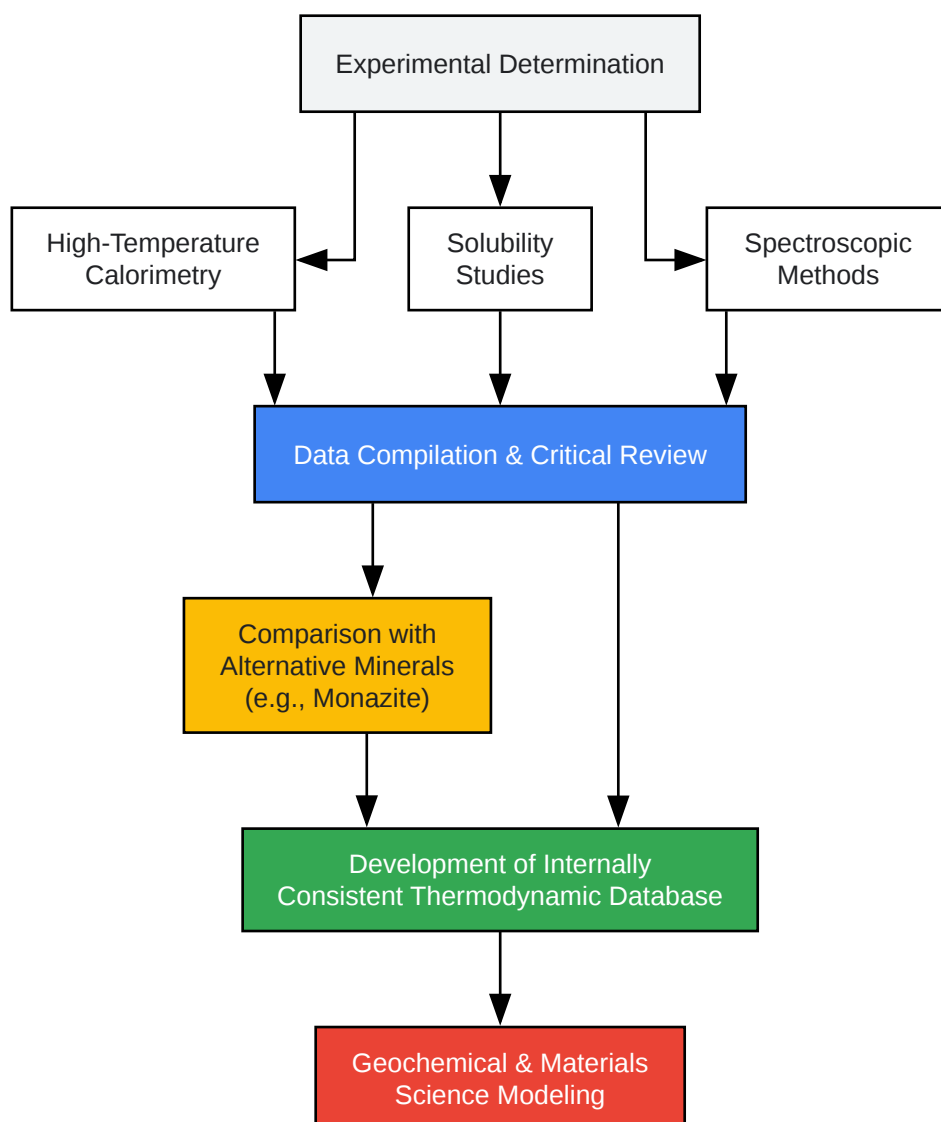 Experimental Determination
High-Temperature
Calorimetry
Solubility
Studies
Spectroscopic
Methods
Data Compilation & Critical Review
Comparison with
Alternative Minerals
(e.g., Monazite)
Development of Internally
Consistent Thermodynamic Database
Geochemical & Materials
Science Modeling